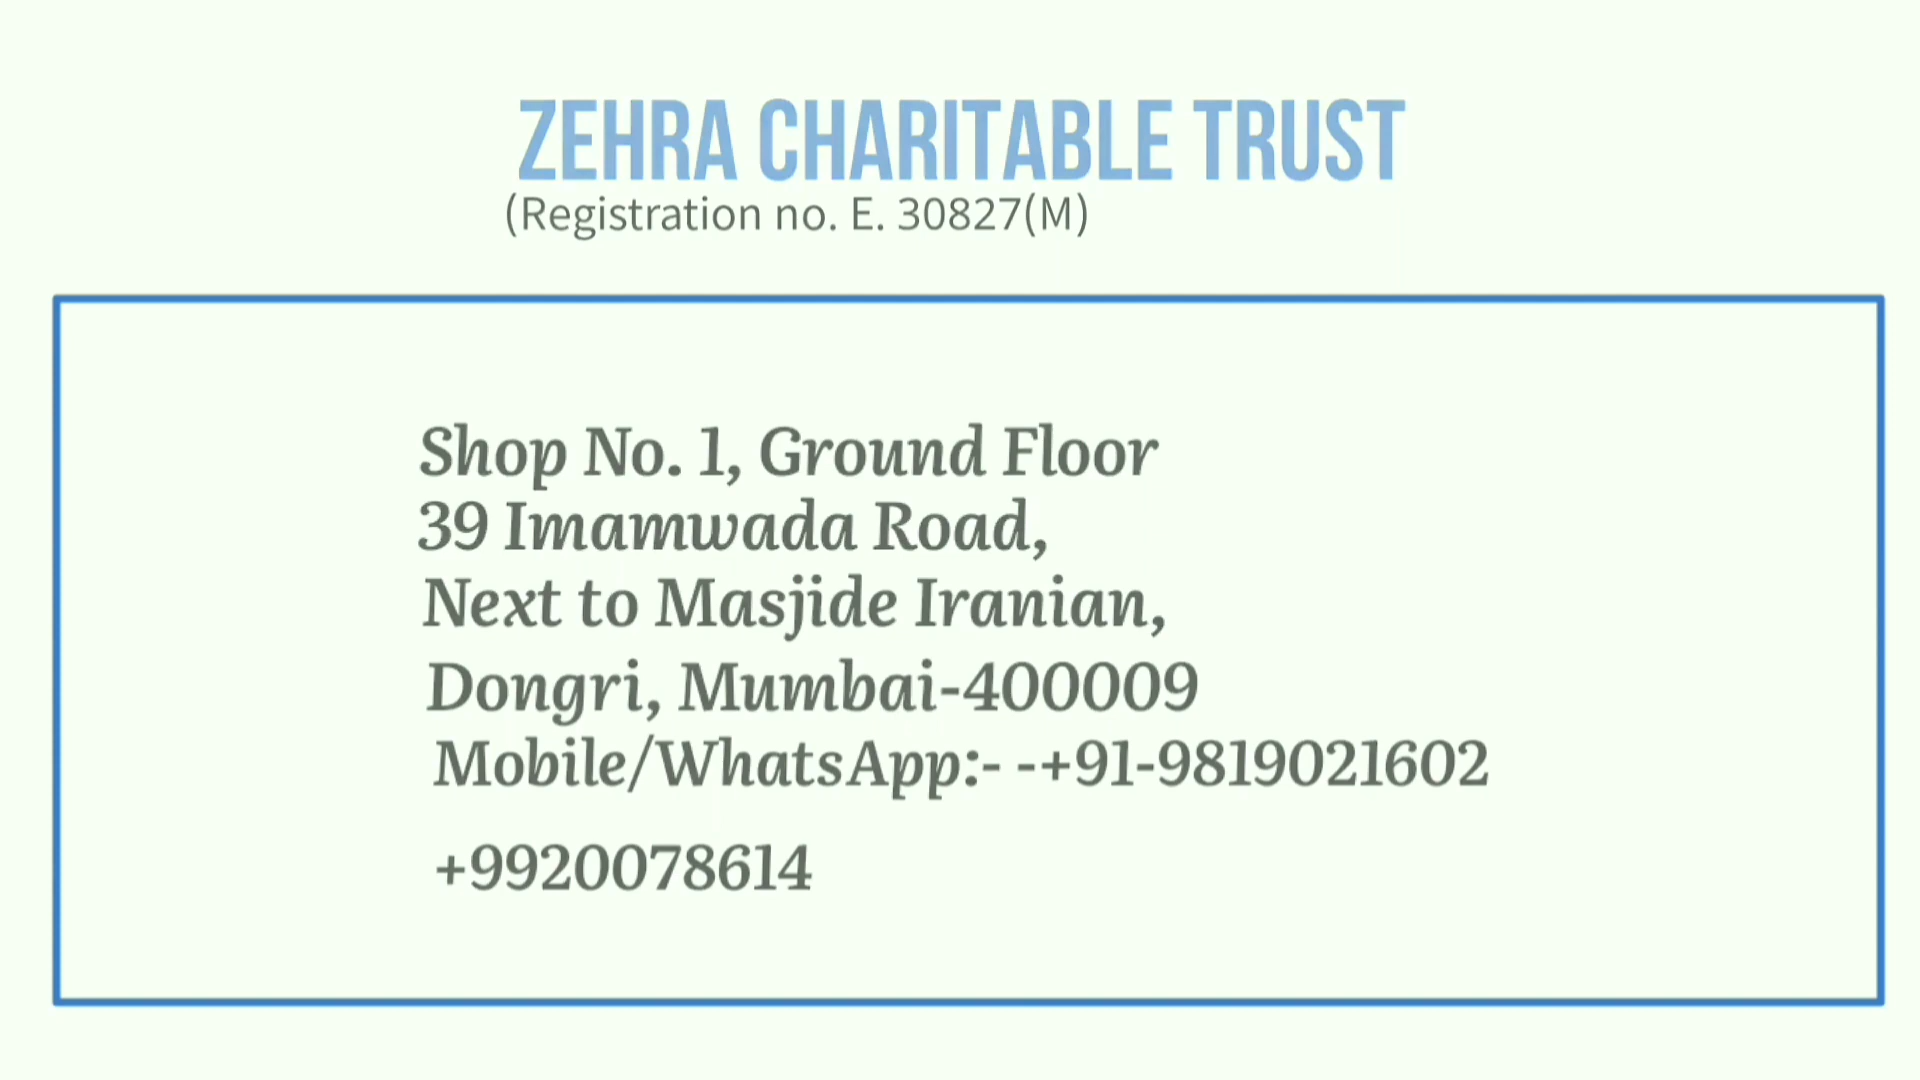 ZEHRA CHARITABLE TRUST
(Registration no. E. 30827(M)
Shop No. 1, Ground Floor
39 Imamwada Road,
Next to Masjide Iranian,
Dongri, Mumbai-400009
Mobile/WhatsApp:- -+91-9819021602
+9920078614